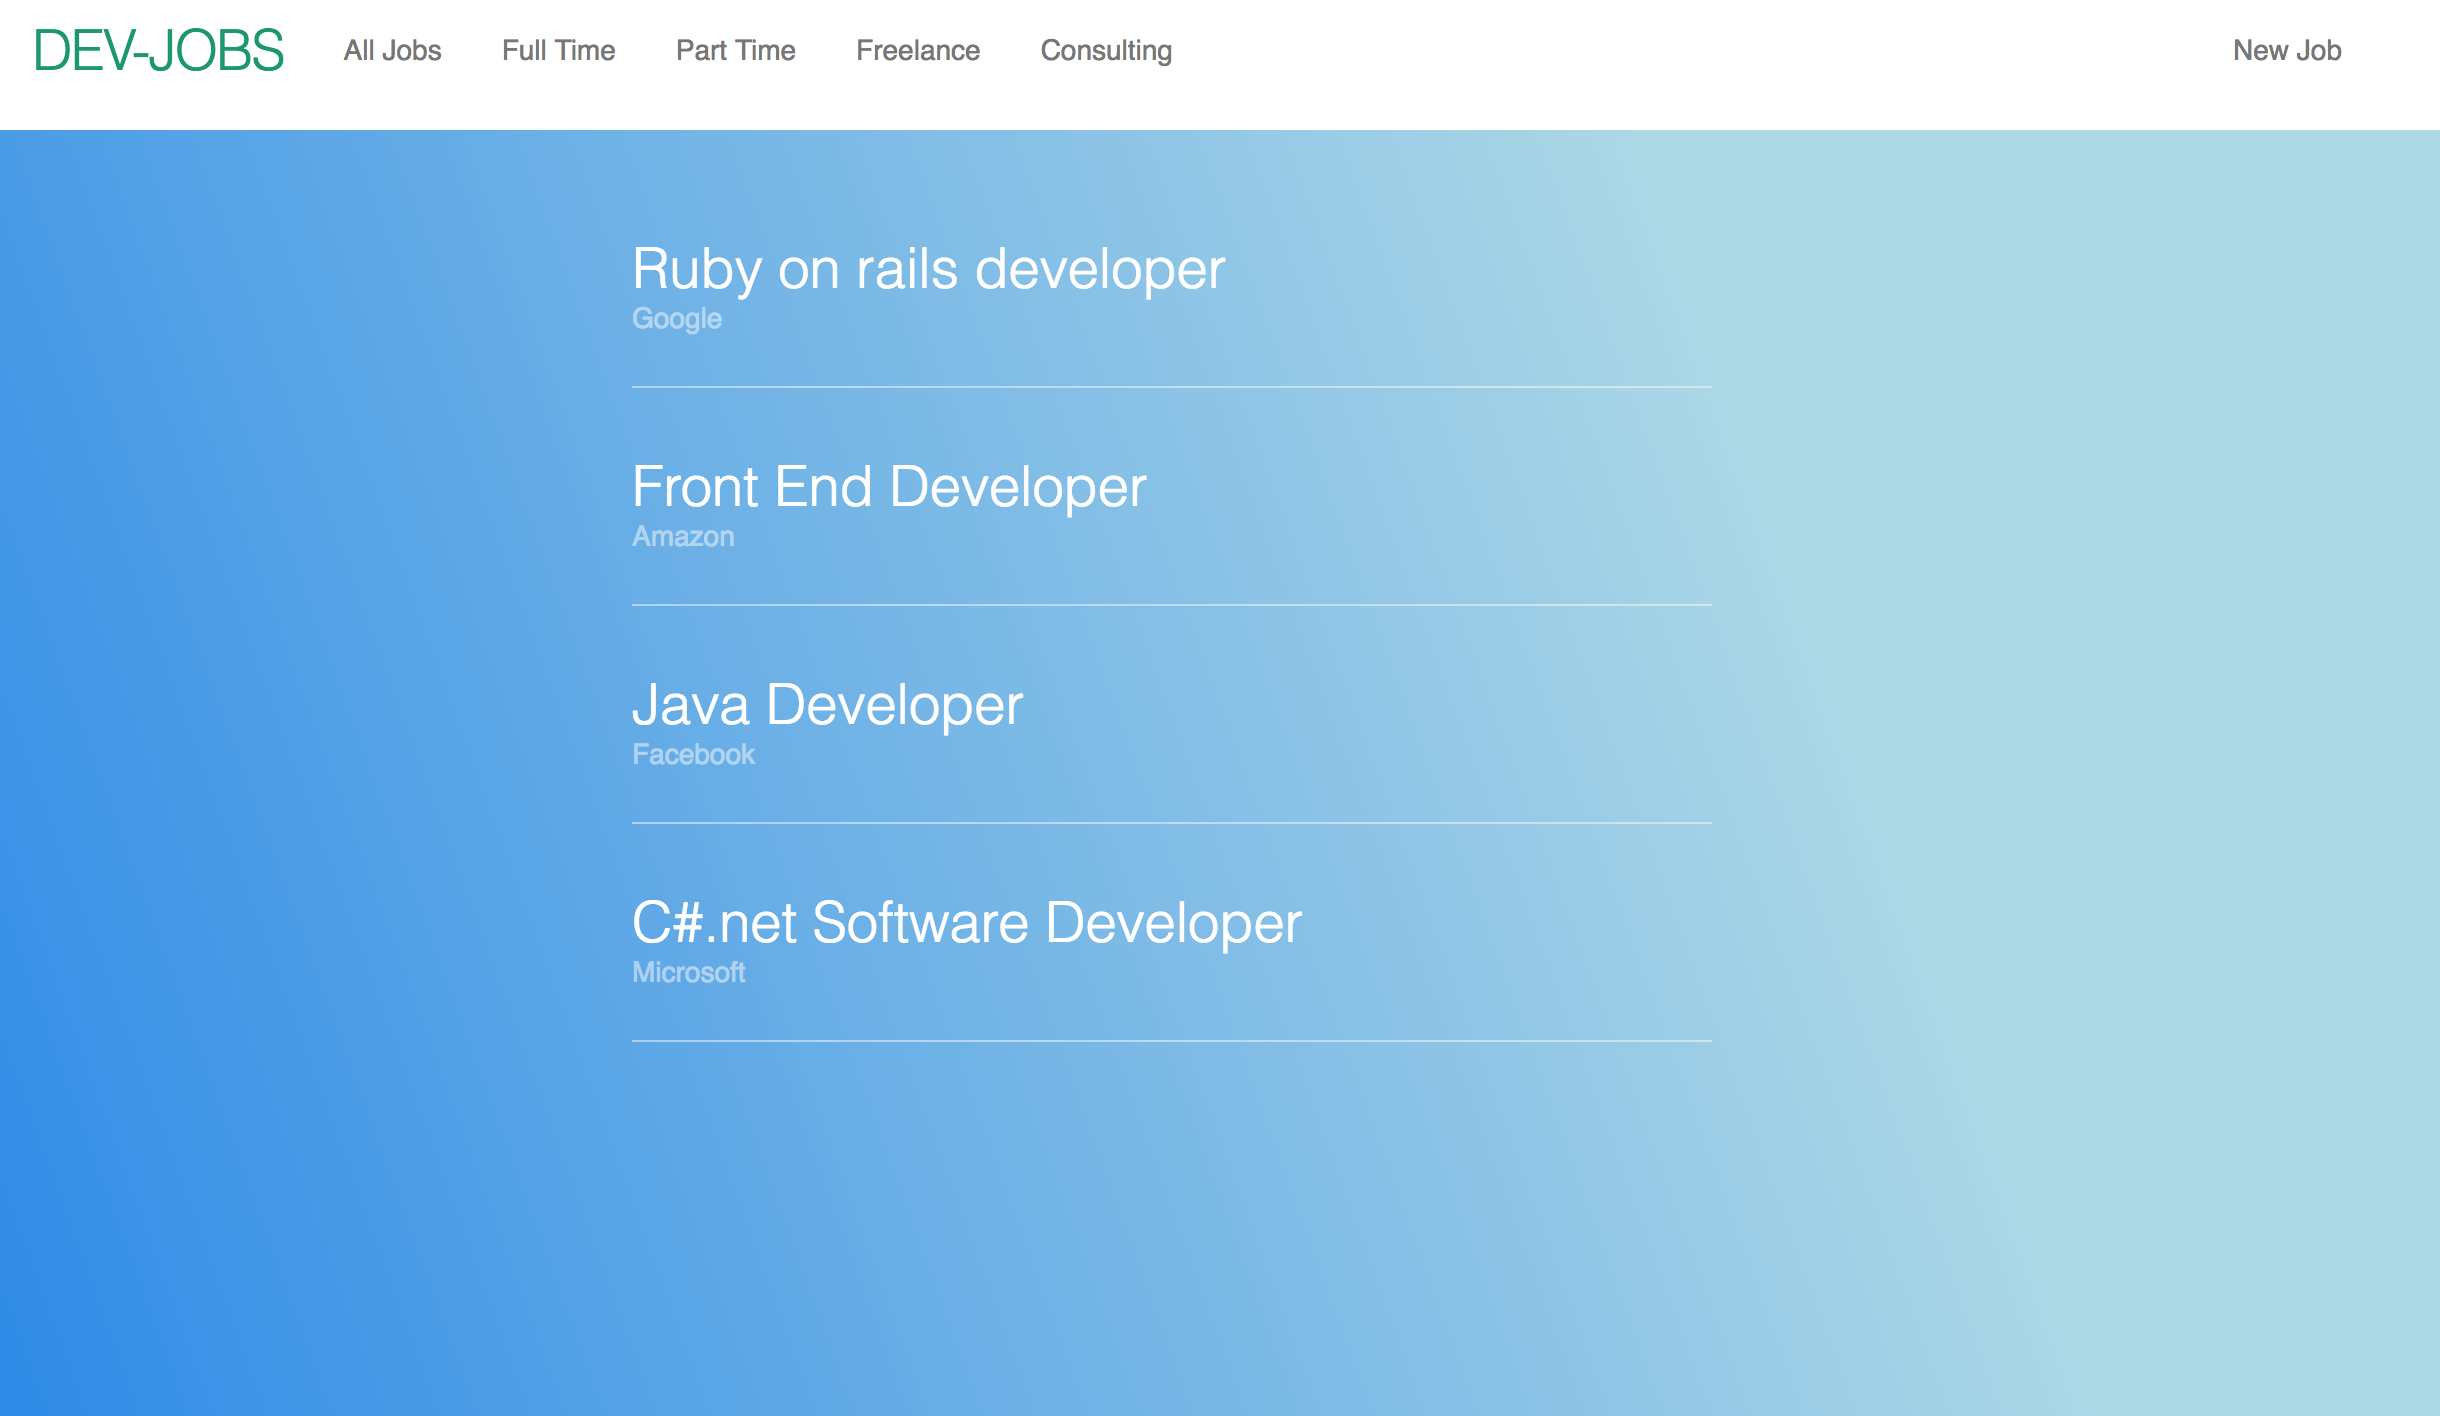 DEV-JOBS All Jobs Full Time Part Time Freelance Consulting New Job
Ruby on rails developer
Google
Front End Developer
Amazon
Java Developer
Facebook
C#.net Software Developer
Microsoft